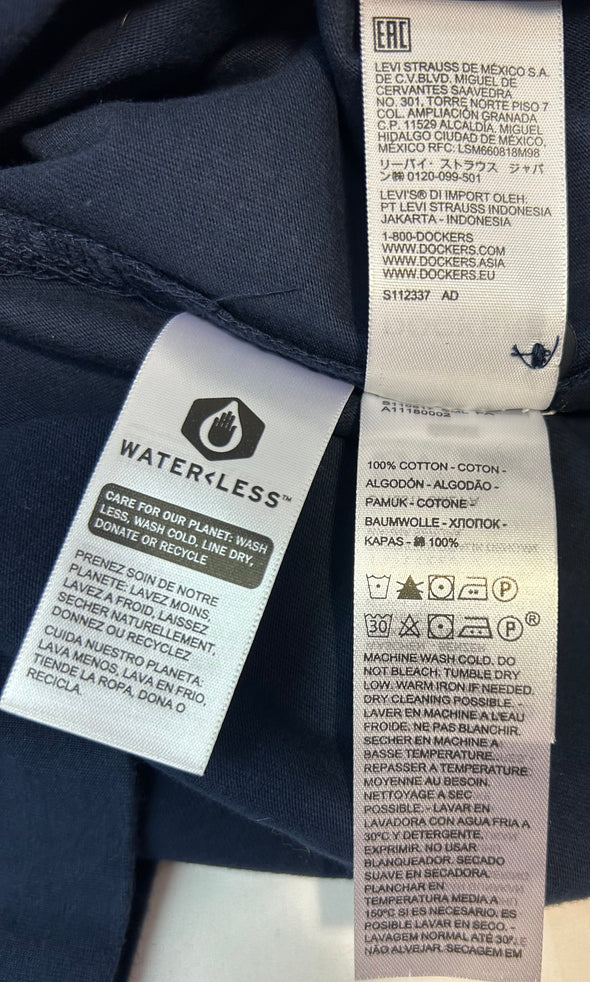 EAC
LEVI STRAUSS DE MÉXICO S.A.
DE C.V.BLVD. MIGUEL DE
CERVANTES SAAVEDRA
NO. 301, TORRE NORTE PISO 7
COL. AMPLIACIÓN GRANADA
C.P. 11529 ALCALDÍA. MIGUEL
HIDALGO CIUDAD DE MÉXICO,
MÉXICO RFC: LSM660818M98
リーバイ・ストラウス ジャパ
ン㈱ 0120-099-501
LEVI'S® DI IMPORT OLEH:
PT LEVI STRAUSS INDONESIA
JAKARTA - INDONESIA
1-800-DOCKERS
WWW.DOCKERS.COM
WWW.DOCKERS.ASIA
WWW.DOCKERS.EU
S112337 AD
WATER<LESS™
CARE FOR OUR PLANET: WASH
LESS, WASH COLD, LINE DRY,
DONATE OR RECYCLE
PRENEZ SOIN DE NOTRE
PLANETE: LAVEZ MOINS,
LAVEZ A FROID, LAISSEZ
SECHER NATURELLEMENT,
DONNEZ OU RECYCLEZ
CUIDA NUESTRO PLANETA:
LAVA MENOS, LAVA EN FRIO,
TIENDE LA ROPA, DONA O
RECICLA.
A11180002
100% COTTON - COTON -
ALGODÓN - ALGODÃO -
PAMUK - COTONE -
BAUMWOLLE - ХЛОПОК -
KAPAS - 綿 100%
P
30 P ®
MACHINE WASH COLD. DO
NOT BLEACH. TUMBLE DRY
LOW. WARM IRON IF NEEDED.
DRY CLEANING POSSIBLE. -
LAVER EN MACHINE A L'EAU
FROIDE. NE PAS BLANCHIR.
SECHER EN MACHINE A
BASSE TEMPERATURE.
REPASSER A TEMPERATURE
MOYENNE AU BESOIN.
NETTOYAGE A SEC
POSSIBLE. - LAVAR EN
LAVADORA CON AGUA FRIA A
30ºC Y DETERGENTE.
EXPRIMIR. NO USAR
BLANQUEADOR. SECADO
SUAVE EN SECADORA.
PLANCHAR EN
TEMPERATURA MEDIA A
150ºC SI ES NECESARIO. ES
POSIBLE LAVAR EN SECO. -
LAVAGEM NORMAL ATÉ 30º.
NÃO ALVEJAR. SECAGEM EM